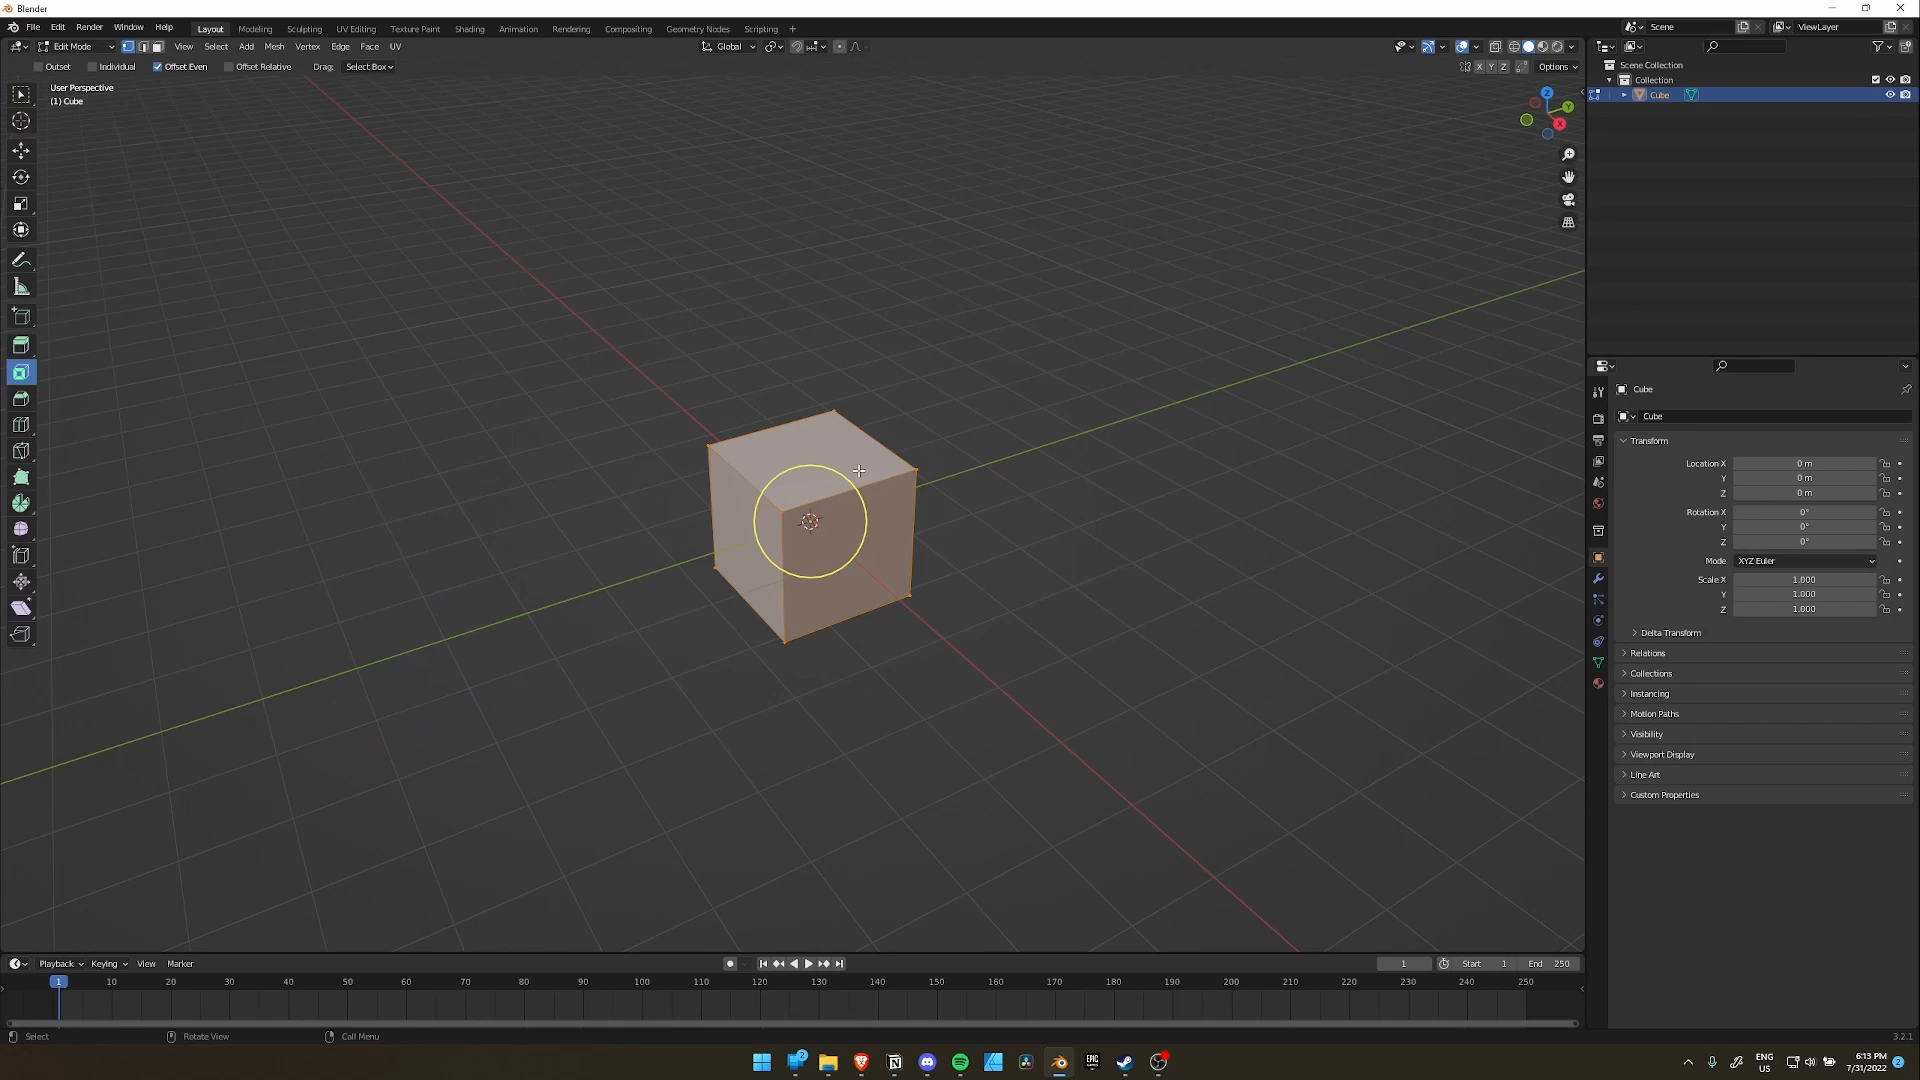 Blender
File Edit Render Window Help Layout Modeling Sculpting UV Editing Texture Paint Shading Animation Rendering Compositing Geometry Nodes Scripting + Scene ViewLayer
Edit Mode View Select Add Mesh Vertex Edge Face UV Global
Outset Individual Offset Even Offset Relative Drag: Select Box X Y Z Options
User Perspective
(1) Cube
Z
Y
X
Scene Collection
Collection
Cube
Cube
Cube
Transform
Location X 0 m
Y 0 m
Z 0 m
Rotation X 0°
Y 0°
Z 0°
Mode XYZ Euler
Scale X 1.000
Y 1.000
Z 1.000
Delta Transform
Relations
Collections
Instancing
Motion Paths
Visibility
Viewport Display
Line Art
Custom Properties
Playback Keying View Marker 1 Start 1 End 250
1 10 20 30 40 50 60 70 80 90 100 110 120 130 140 150 160 170 180 190 200 210 220 230 240 250
Select Rotate View Call Menu 3.2.1
2 EPIC GAMES ENG US 6:13 PM 7/31/2022 2